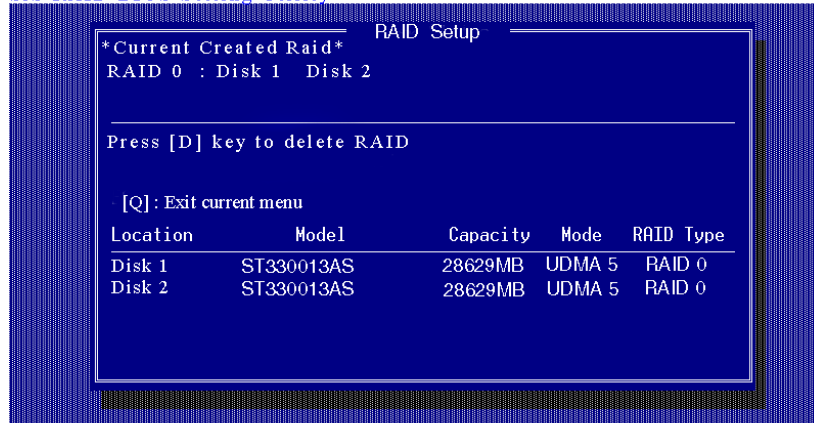 RAID Setup
*Current Created Raid*
RAID 0 : Disk 1 Disk 2
Press [D] key to delete RAID
[Q] : Exit current menu
Location Model Capacity Mode RAID Type
Disk 1 ST330013AS 28629MB UDMA 5 RAID 0
Disk 2 ST330013AS 28629MB UDMA 5 RAID 0